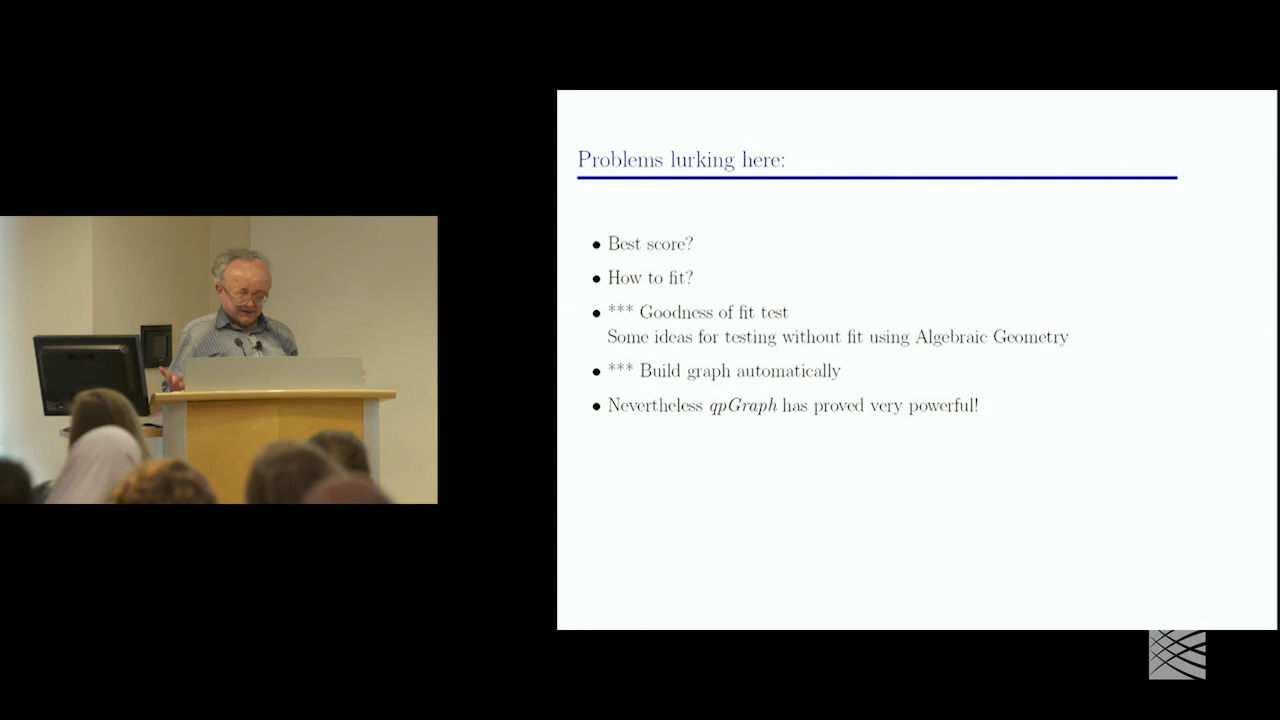 Problems lurking here:
• Best score?
• How to fit?
• *** Goodness of fit test
Some ideas for testing without fit using Algebraic Geometry
• *** Build graph automatically
• Nevertheless qpGraph has proved very powerful!